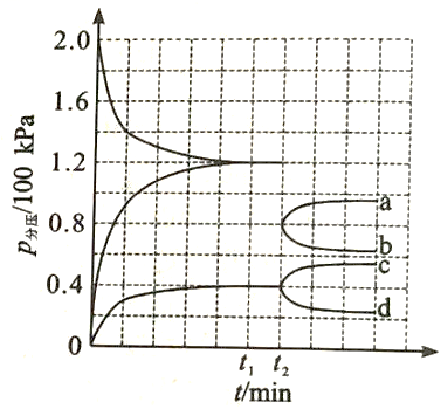 p分压/100 kPa
2.0
1.6
1.2
0.8
0.4
0
a
b
c
d
t₁ t₂
t/min